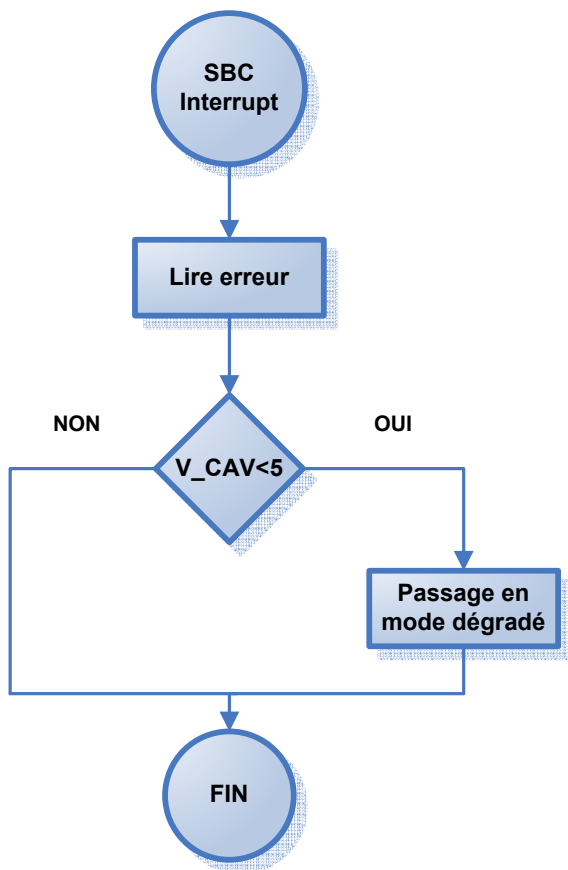 SBC
Interrupt
Lire erreur
NON
OUI
V_CAV<5
Passage en
mode dégradé
FIN